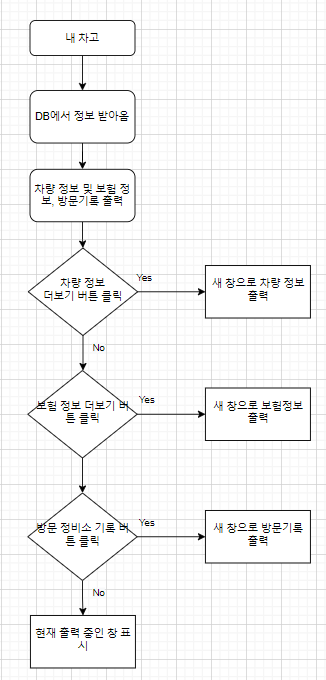 내 차고
DB에서 정보 받아옴
차량 정보 및 보험 정
보, 방문기록 출력
차량 정보
더보기 버튼 클릭
Yes
새 창으로 차량 정보
출력
No
보험 정보 더보기 버
튼 클릭
Yes
새 창으로 보험정보
출력
방문 정비소 기록 버
튼 클릭
Yes
새 창으로 방문기록
출력
No
현재 출력 중인 창 표
시